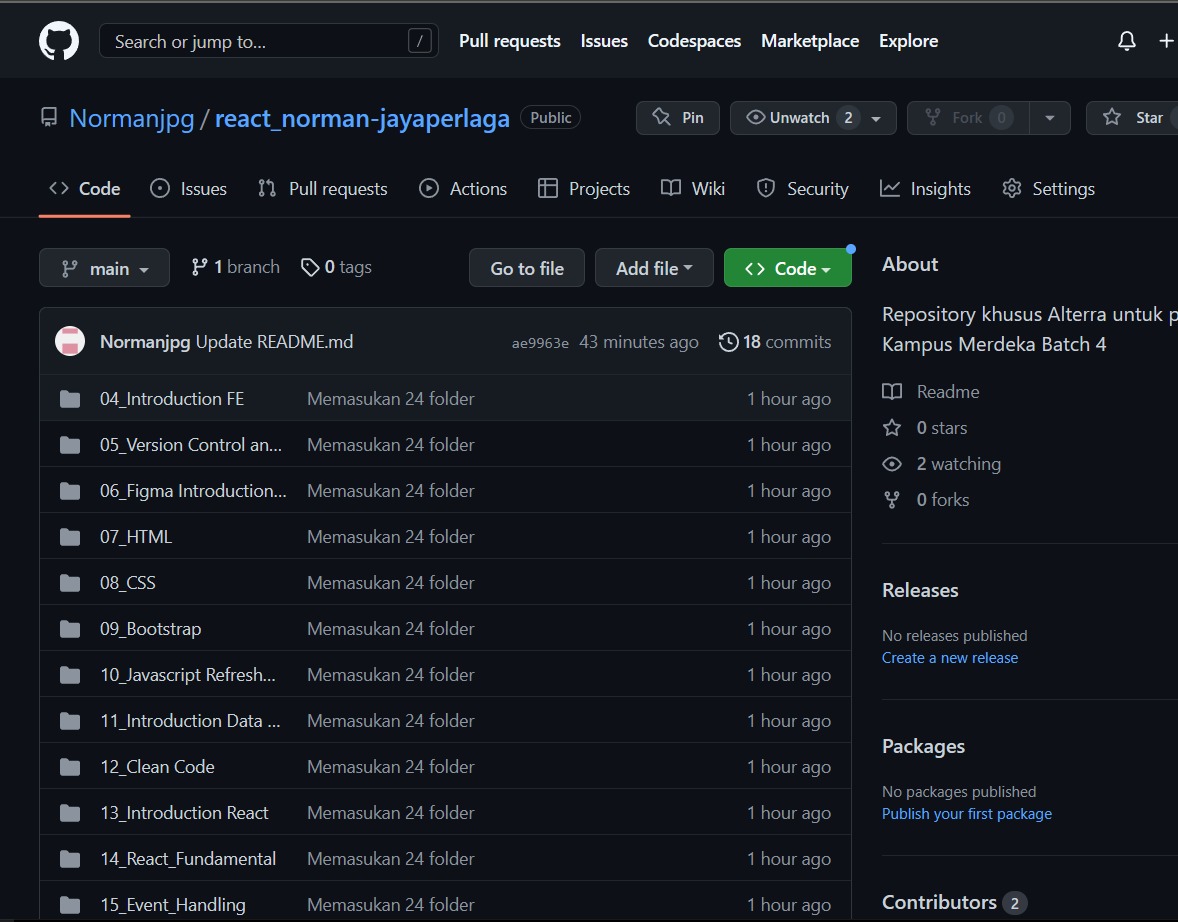 Search or jump to... / Pull requests Issues Codespaces Marketplace Explore
Normanjpg / react_norman-jayaperlaga Public Pin Unwatch 2 Fork 0 Star
Code Issues Pull requests Actions Projects Wiki Security Insights Settings
main 1 branch 0 tags Go to file Add file Code
Normanjpg Update README.md ae9963e 43 minutes ago 18 commits
04_Introduction FE Memasukan 24 folder 1 hour ago
05_Version Control an... Memasukan 24 folder 1 hour ago
06_Figma Introduction... Memasukan 24 folder 1 hour ago
07_HTML Memasukan 24 folder 1 hour ago
08_CSS Memasukan 24 folder 1 hour ago
09_Bootstrap Memasukan 24 folder 1 hour ago
10_Javascript Refresh... Memasukan 24 folder 1 hour ago
11_Introduction Data ... Memasukan 24 folder 1 hour ago
12_Clean Code Memasukan 24 folder 1 hour ago
13_Introduction React Memasukan 24 folder 1 hour ago
14_React_Fundamental Memasukan 24 folder 1 hour ago
15_Event_Handling Memasukan 24 folder 1 hour ago
About
Repository khusus Alterra untuk
Kampus Merdeka Batch 4
Readme
0 stars
2 watching
0 forks
Releases
No releases published
Create a new release
Packages
No packages published
Publish your first package
Contributors 2